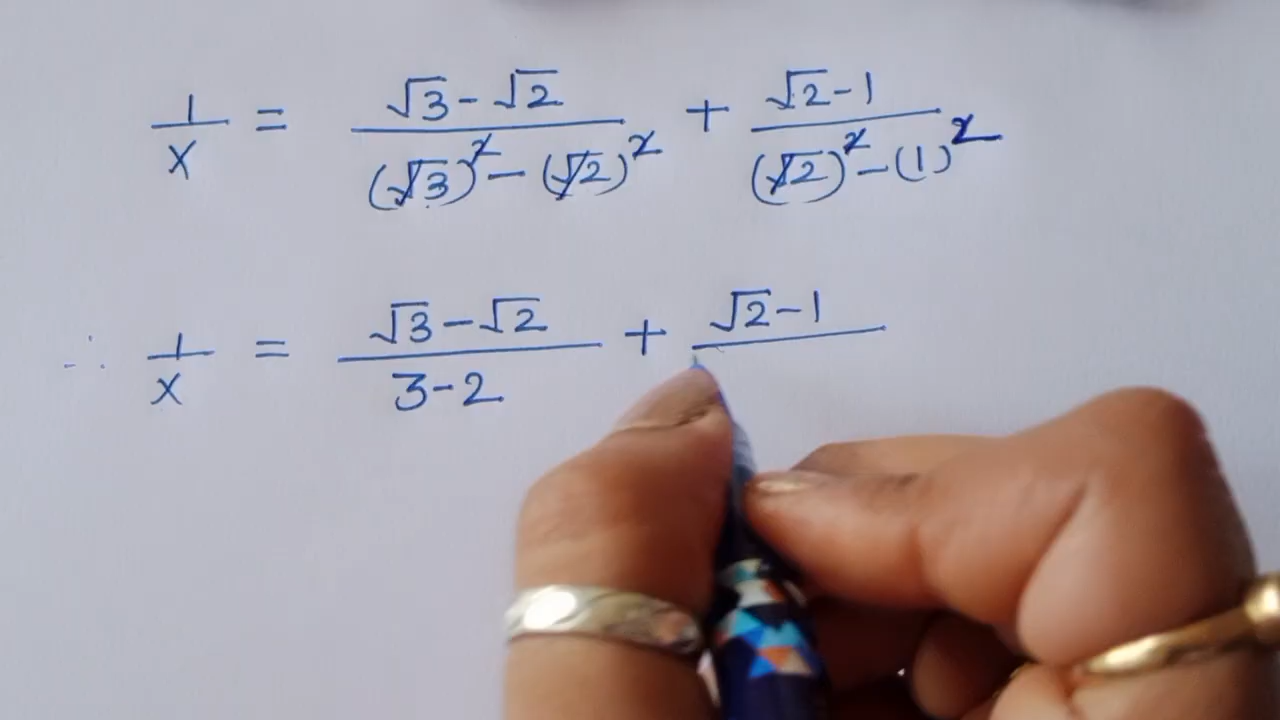 1/x = (√3 - √2)/((√3)² - (√2)²) + (√2 - 1)/((√2)² - (1)²)
∴ 1/x = (√3 - √2)/(3 - 2) + (√2 - 1)/